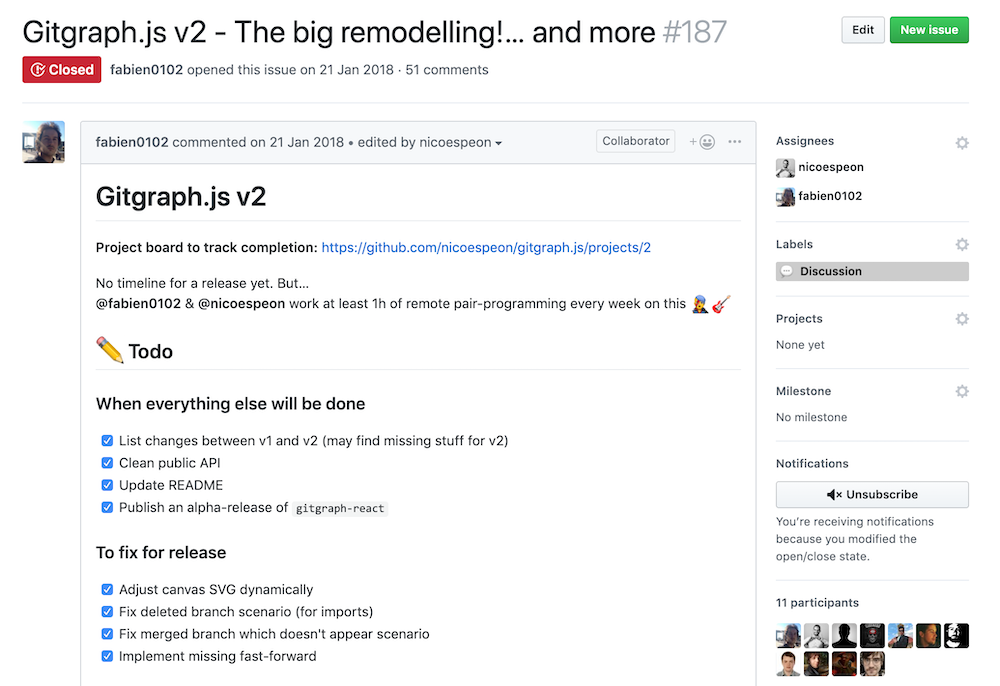 Gitgraph.js v2 - The big remodelling!... and more #187
Edit
New issue
Closed
fabien0102 opened this issue on 21 Jan 2018 · 51 comments
fabien0102 commented on 21 Jan 2018 • edited by nicoespeon
Collaborator
Gitgraph.js v2
Project board to track completion: https://github.com/nicoespeon/gitgraph.js/projects/2
No timeline for a release yet. But...
@fabien0102 & @nicoespeon work at least 1h of remote pair-programming every week on this 👩‍🎤🎸
✏️ Todo
When everything else will be done
List changes between v1 and v2 (may find missing stuff for v2)
Clean public API
Update README
Publish an alpha-release of gitgraph-react
To fix for release
Adjust canvas SVG dynamically
Fix deleted branch scenario (for imports)
Fix merged branch which doesn't appear scenario
Implement missing fast-forward
Assignees
nicoespeon
fabien0102
Labels
Discussion
Projects
None yet
Milestone
No milestone
Notifications
Unsubscribe
You're receiving notifications
because you modified the
open/close state.
11 participants